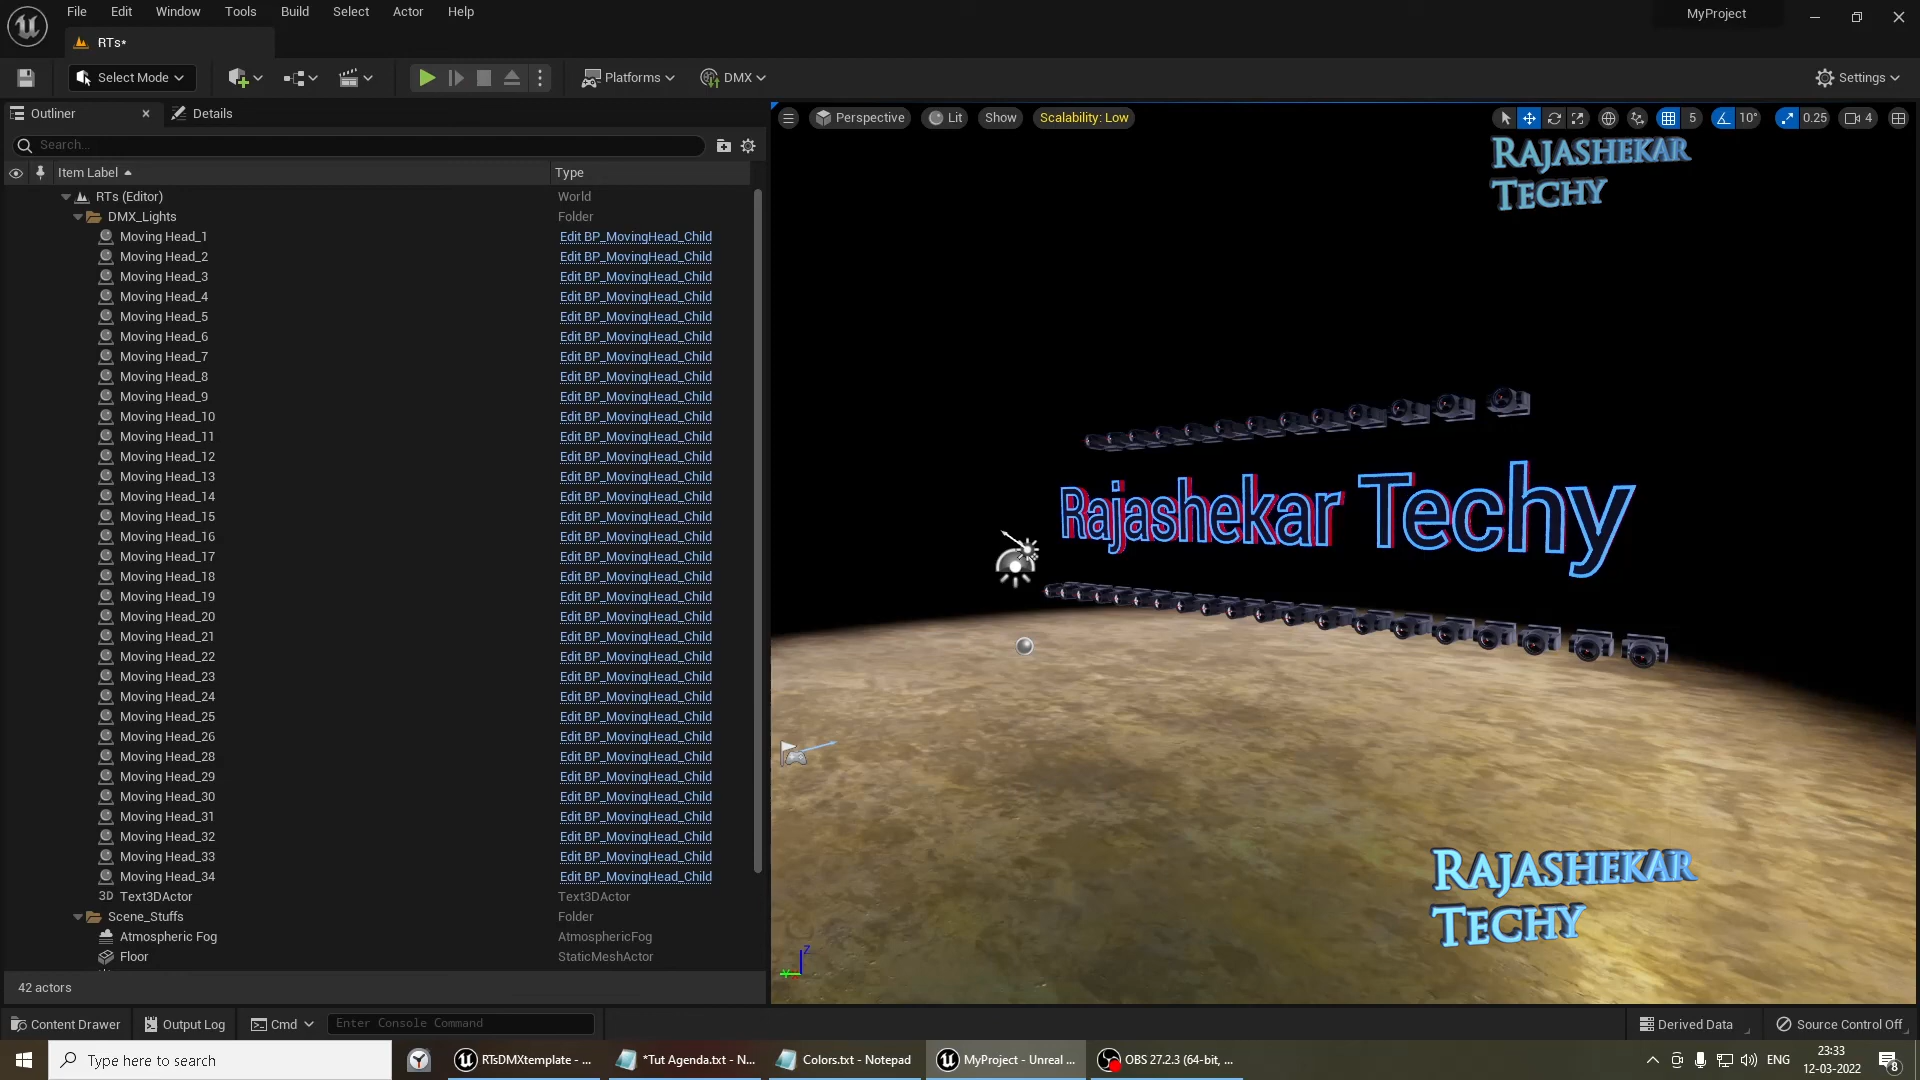 File Edit Window Tools Build Select Actor Help
MyProject
RTs*
Select Mode
Platforms
DMX
Settings
Outliner
Details
Search...
Item Label Type
RTs (Editor) World
DMX_Lights Folder
Moving Head_1 Edit BP_MovingHead_Child
Moving Head_2 Edit BP_MovingHead_Child
Moving Head_3 Edit BP_MovingHead_Child
Moving Head_4 Edit BP_MovingHead_Child
Moving Head_5 Edit BP_MovingHead_Child
Moving Head_6 Edit BP_MovingHead_Child
Moving Head_7 Edit BP_MovingHead_Child
Moving Head_8 Edit BP_MovingHead_Child
Moving Head_9 Edit BP_MovingHead_Child
Moving Head_10 Edit BP_MovingHead_Child
Moving Head_11 Edit BP_MovingHead_Child
Moving Head_12 Edit BP_MovingHead_Child
Moving Head_13 Edit BP_MovingHead_Child
Moving Head_14 Edit BP_MovingHead_Child
Moving Head_15 Edit BP_MovingHead_Child
Moving Head_16 Edit BP_MovingHead_Child
Moving Head_17 Edit BP_MovingHead_Child
Moving Head_18 Edit BP_MovingHead_Child
Moving Head_19 Edit BP_MovingHead_Child
Moving Head_20 Edit BP_MovingHead_Child
Moving Head_21 Edit BP_MovingHead_Child
Moving Head_22 Edit BP_MovingHead_Child
Moving Head_23 Edit BP_MovingHead_Child
Moving Head_24 Edit BP_MovingHead_Child
Moving Head_25 Edit BP_MovingHead_Child
Moving Head_26 Edit BP_MovingHead_Child
Moving Head_28 Edit BP_MovingHead_Child
Moving Head_29 Edit BP_MovingHead_Child
Moving Head_30 Edit BP_MovingHead_Child
Moving Head_31 Edit BP_MovingHead_Child
Moving Head_32 Edit BP_MovingHead_Child
Moving Head_33 Edit BP_MovingHead_Child
Moving Head_34 Edit BP_MovingHead_Child
3D Text3DActor Text3DActor
Scene_Stuffs Folder
Atmospheric Fog AtmosphericFog
Floor StaticMeshActor
42 actors
Perspective Lit Show Scalability: Low
5 10° 0.25 4
RAJASHEKAR
TECHY
Rajashekar Techy
RAJASHEKAR
TECHY
Z
Y
Content Drawer Output Log Cmd Enter Console Command
Derived Data Source Control Off
Type here to search
RTsDMXtemplate - ...
*Tut Agenda.txt - N...
Colors.txt - Notepad
MyProject - Unreal ...
OBS 27.2.3 (64-bit, ...
ENG
23:33
12-03-2022
8